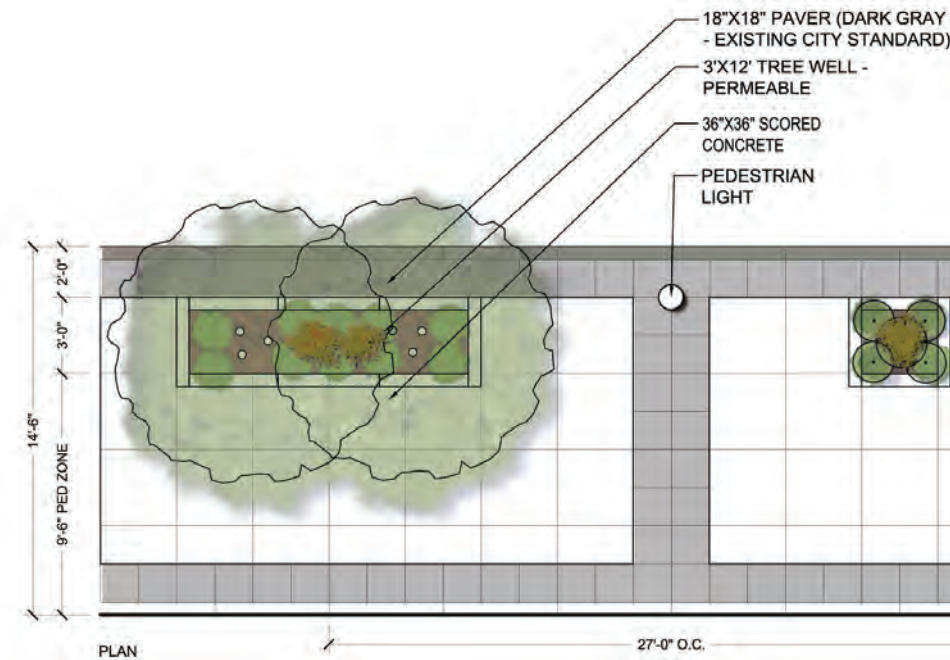 18"X18" PAVER (DARK GRAY
- EXISTING CITY STANDARD)
3'X12' TREE WELL -
PERMEABLE
36"X36" SCORED
CONCRETE
PEDESTRIAN
LIGHT
2'-0"
3'-0"
14'-6"
9'-6" PED ZONE
PLAN
27'-0" O.C.